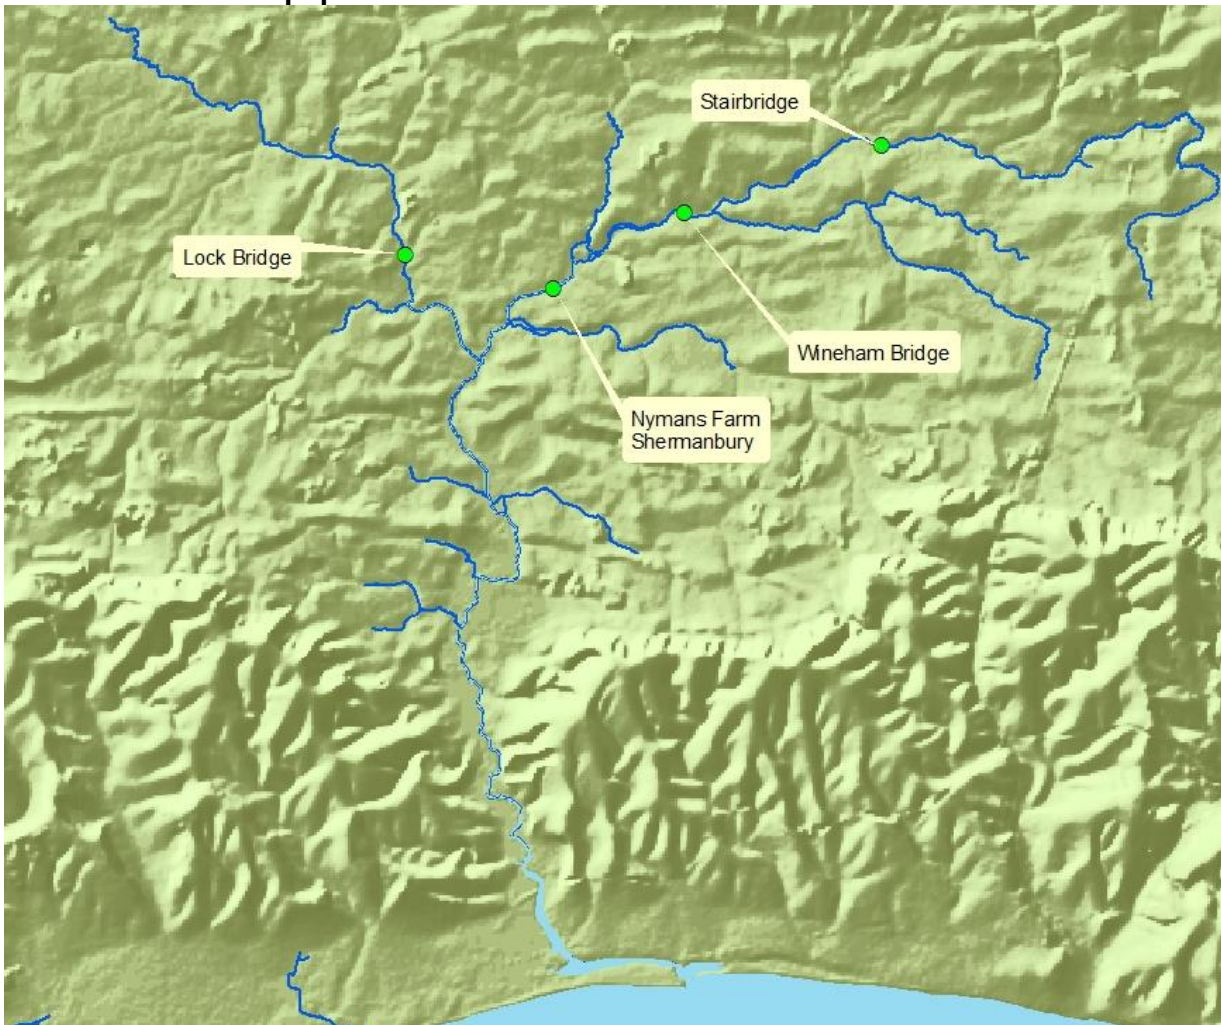 Stairbridge
Lock Bridge
Wineham Bridge
Nymans Farm
Shermanbury